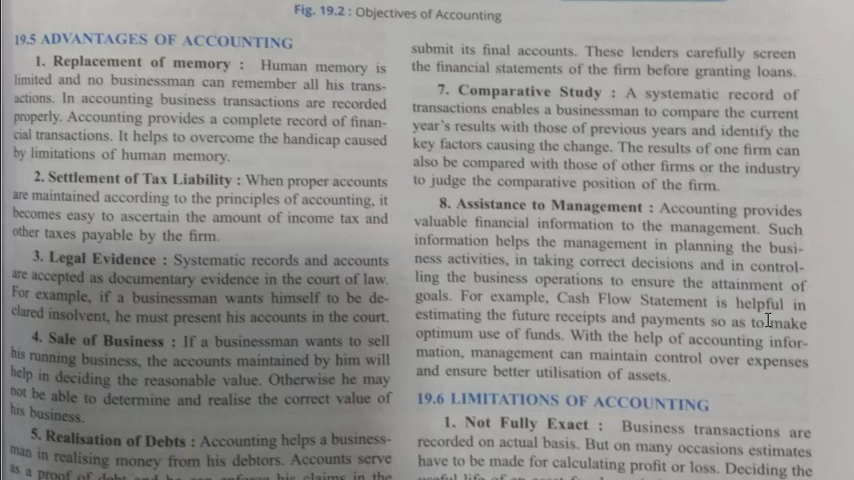 Fig. 19.2 : Objectives of Accounting
19.5 ADVANTAGES OF ACCOUNTING
1. Replacement of memory : Human memory is
limited and no businessman can remember all his trans-
actions. In accounting business transactions are recorded
properly. Accounting provides a complete record of finan-
cial transactions. It helps to overcome the handicap caused
by limitations of human memory.
2. Settlement of Tax Liability : When proper accounts
are maintained according to the principles of accounting, it
becomes easy to ascertain the amount of income tax and
other taxes payable by the firm.
3. Legal Evidence : Systematic records and accounts
are accepted as documentary evidence in the court of law.
For example, if a businessman wants himself to be de-
clared insolvent, he must present his accounts in the court.
4. Sale of Business : If a businessman wants to sell
his running business, the accounts maintained by him will
help in deciding the reasonable value. Otherwise he may
not be able to determine and realise the correct value of
his business.
5. Realisation of Debts : Accounting helps a business-
man in realising money from his debtors. Accounts serve
as a proof of debt and he can enforce his claims in the
submit its final accounts. These lenders carefully screen
the financial statements of the firm before granting loans.
7. Comparative Study : A systematic record of
transactions enables a businessman to compare the current
year's results with those of previous years and identify the
key factors causing the change. The results of one firm can
also be compared with those of other firms or the industry
to judge the comparative position of the firm.
8. Assistance to Management : Accounting provides
valuable financial information to the management. Such
information helps the management in planning the busi-
ness activities, in taking correct decisions and in control-
ling the business operations to ensure the attainment of
goals. For example, Cash Flow Statement is helpful in
estimating the future receipts and payments so as to make
optimum use of funds. With the help of accounting infor-
mation, management can maintain control over expenses
and ensure better utilisation of assets.
19.6 LIMITATIONS OF ACCOUNTING
1. Not Fully Exact : Business transactions are
recorded on actual basis. But on many occasions estimates
have to be made for calculating profit or loss. Deciding the